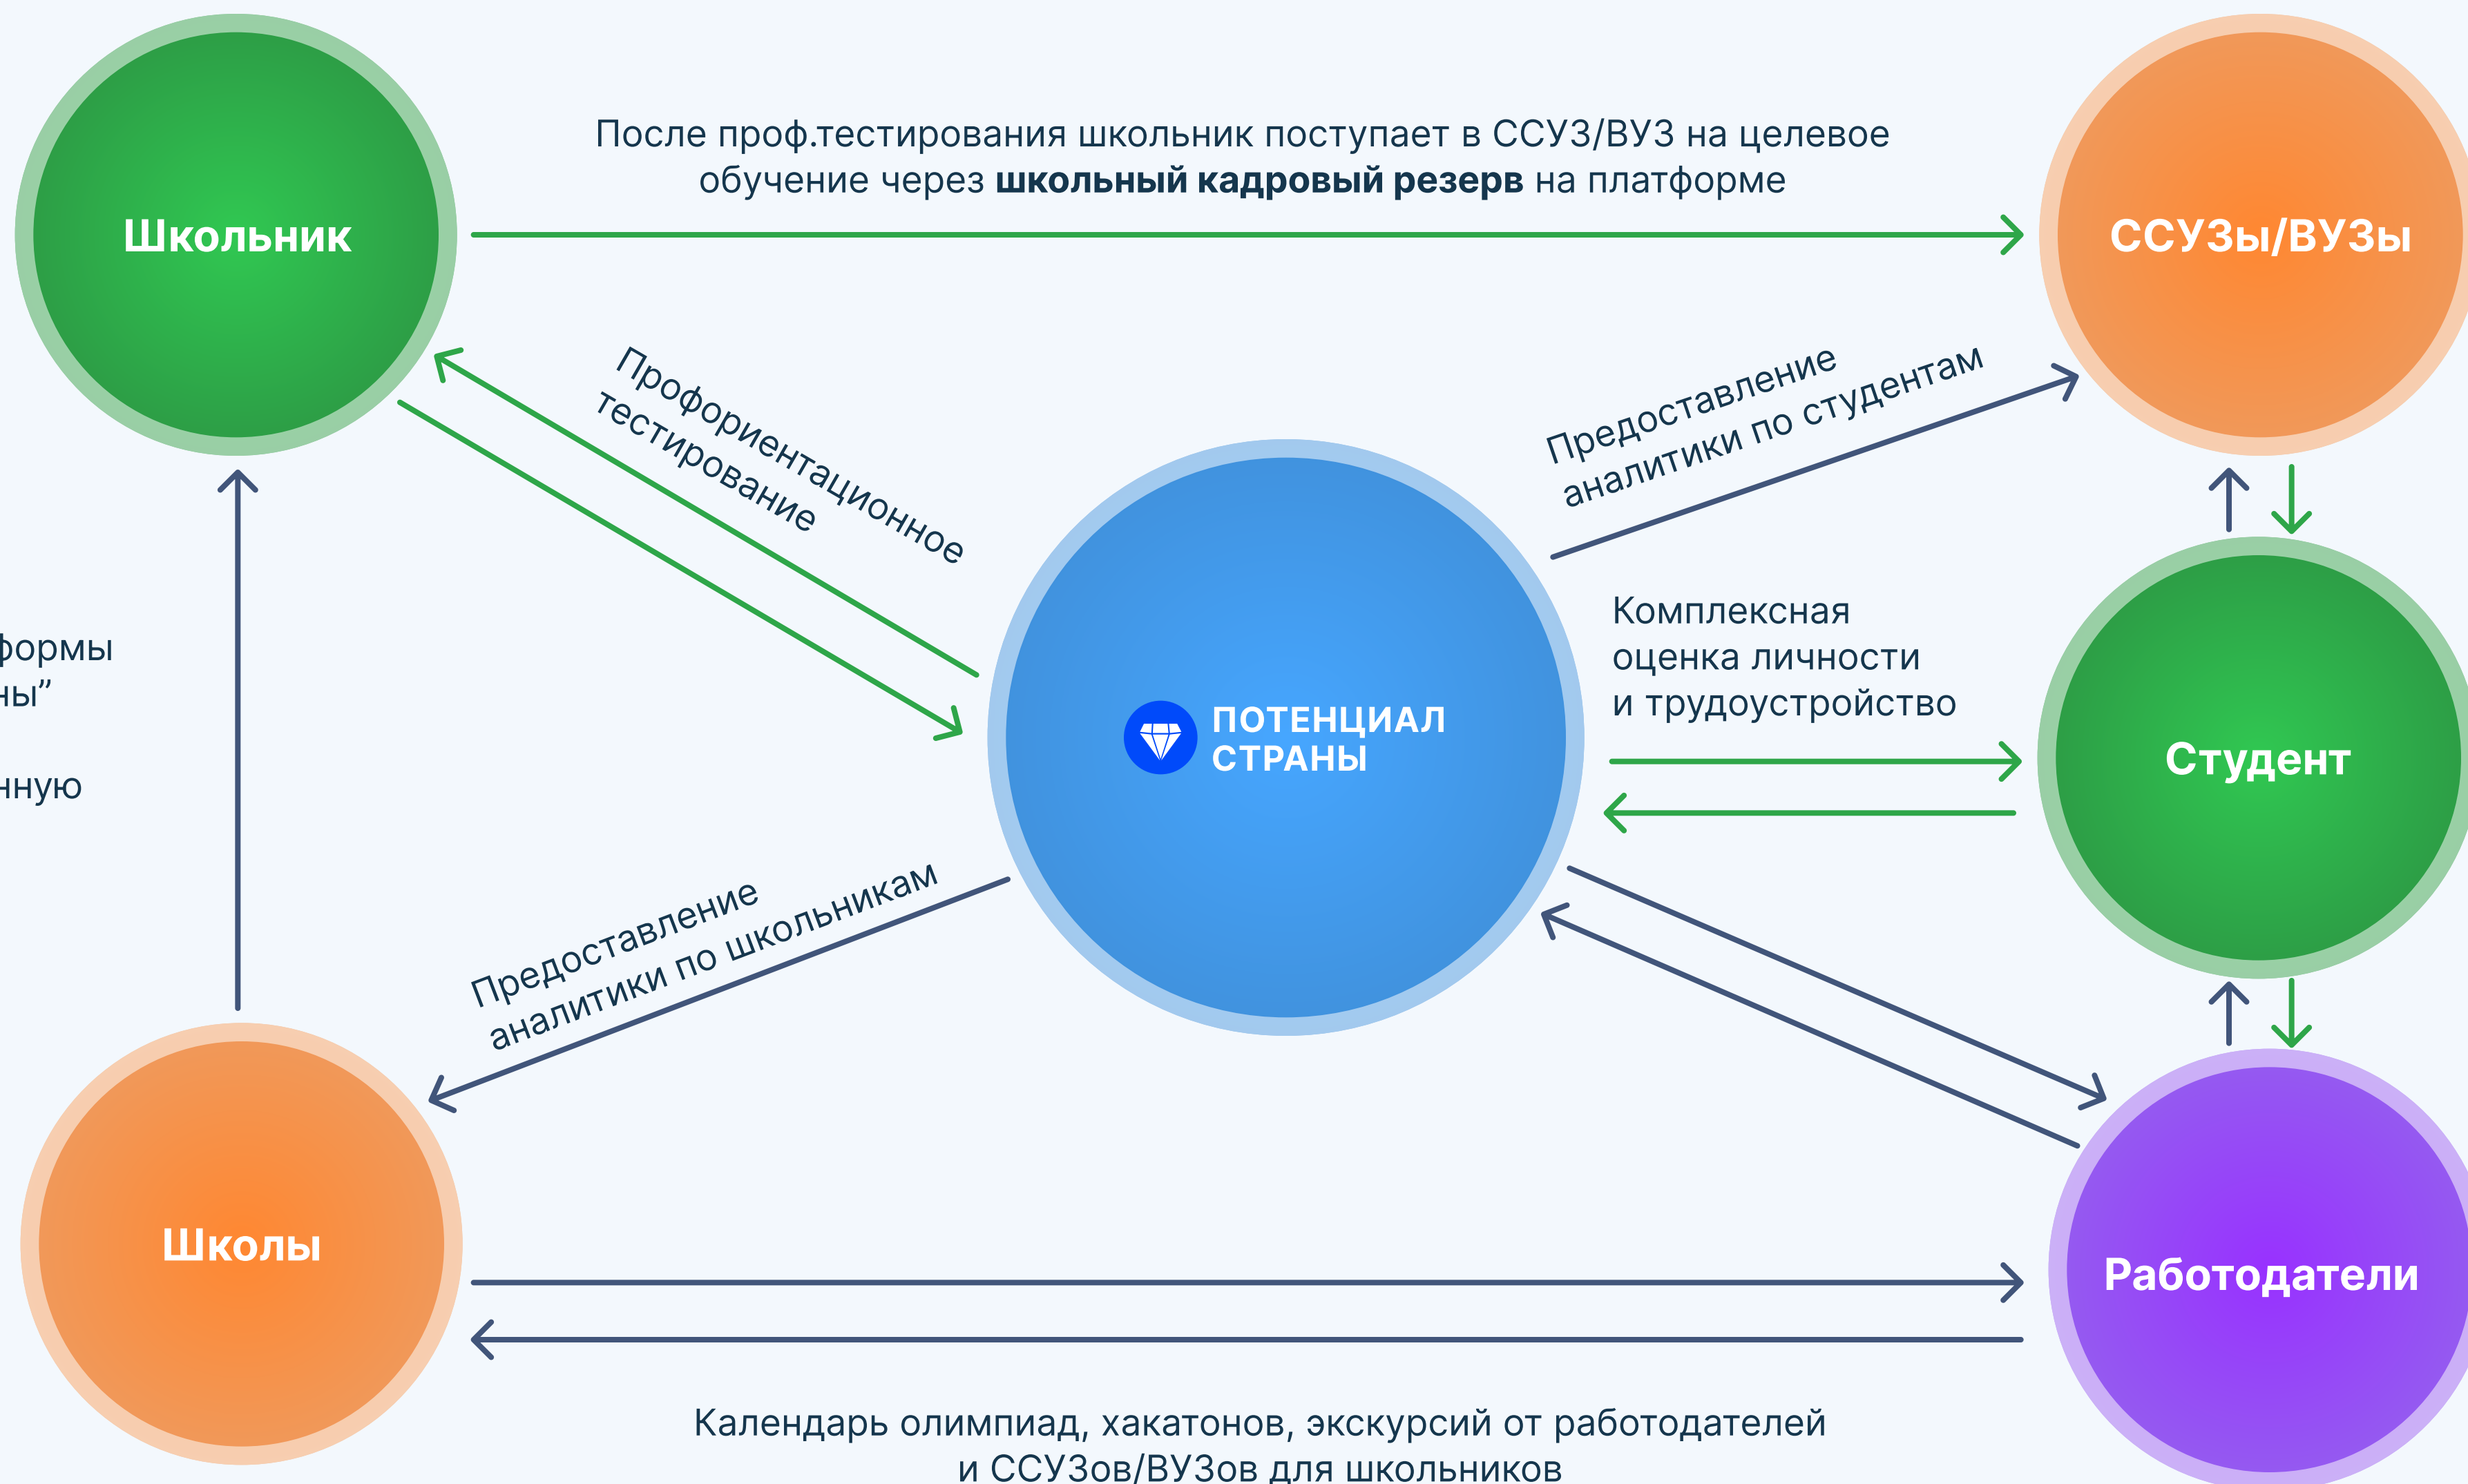 После проф.тестирования школьник поступает в ССУЗ/ВУЗ на целевое
обучение через школьный кадровый резерв на платформе
Школьник
ССУЗы/ВУЗы
Профориентационное
тестирование
Предоставление
аналитики по студентам
Комплексная
оценка личности
и трудоустройство
ПОТЕНЦИАЛ
СТРАНЫ
Студент
Предоставление
аналитики по школьникам
Школы
Работодатели
Календарь олимпиад, хакатонов, экскурсий от работодателей
и ССУЗов/ВУЗов для школьников